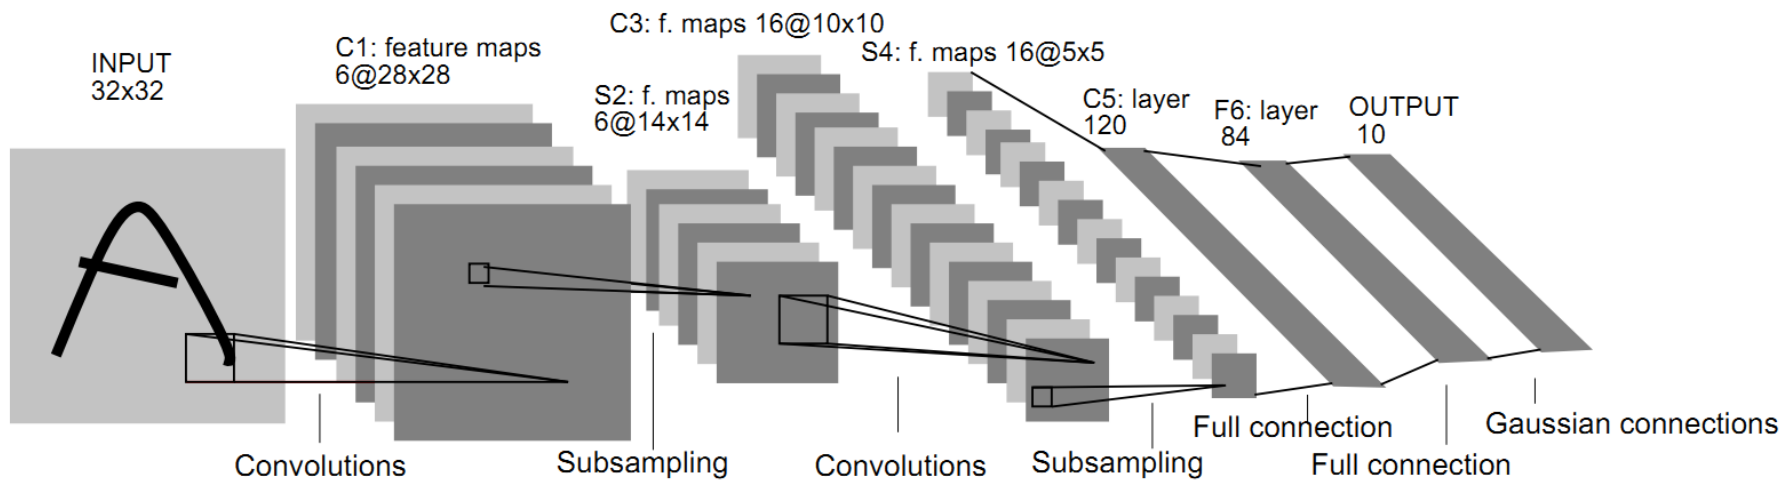 INPUT
32x32
C1: feature maps
6@28x28
S2: f. maps
6@14x14
C3: f. maps 16@10x10
S4: f. maps 16@5x5
C5: layer
120
F6: layer
84
OUTPUT
10
Convolutions
Subsampling
Convolutions
Subsampling
Full connection
Full connection
Gaussian connections
A